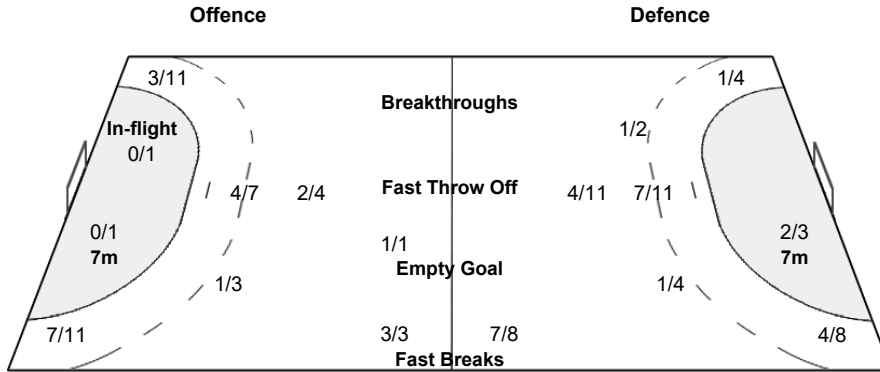 Offence Defence
3/11 1/4
Breakthroughs
In-flight 1/2
0/1
4/7 2/4 Fast Throw Off 4/11 7/11
0/1 1/1 2/3
7m Empty Goal 7m
1/3 1/4
7/11 3/3 7/8 4/8
Fast Breaks